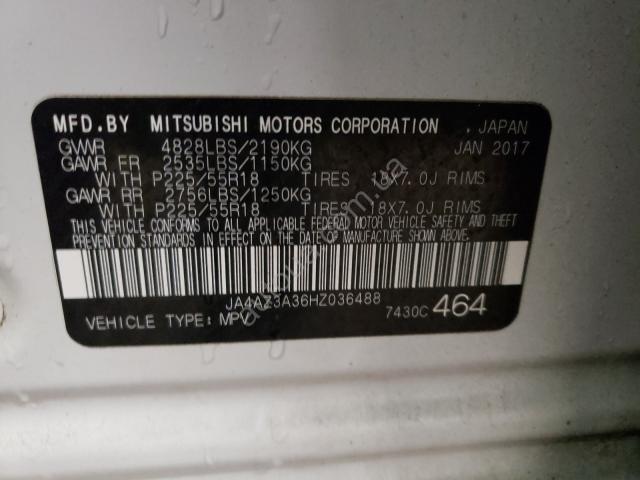 MFD.BY MITSUBISHI MOTORS CORPORATION . JAPAN
GVWR 4828LBS/2190KG JAN 2017
GAWR FR 2535LBS/1150KG
WITH P225/55R18 TIRES 18X7.0J RIMS
GAWR RR 2756LBS/1250KG
WITH P225/55R18 TIRES 18X7.0J RIMS
THIS VEHICLE CONFORMS TO ALL APPLICABLE FEDERAL MOTOR VEHICLE SAFETY AND THEFT
PREVENTION STANDARDS IN EFFECT ON THE DATE OF MANUFACTURE SHOWN ABOVE.
JA4AZ3A36HZ036488
VEHICLE TYPE: MPV 7430C 464